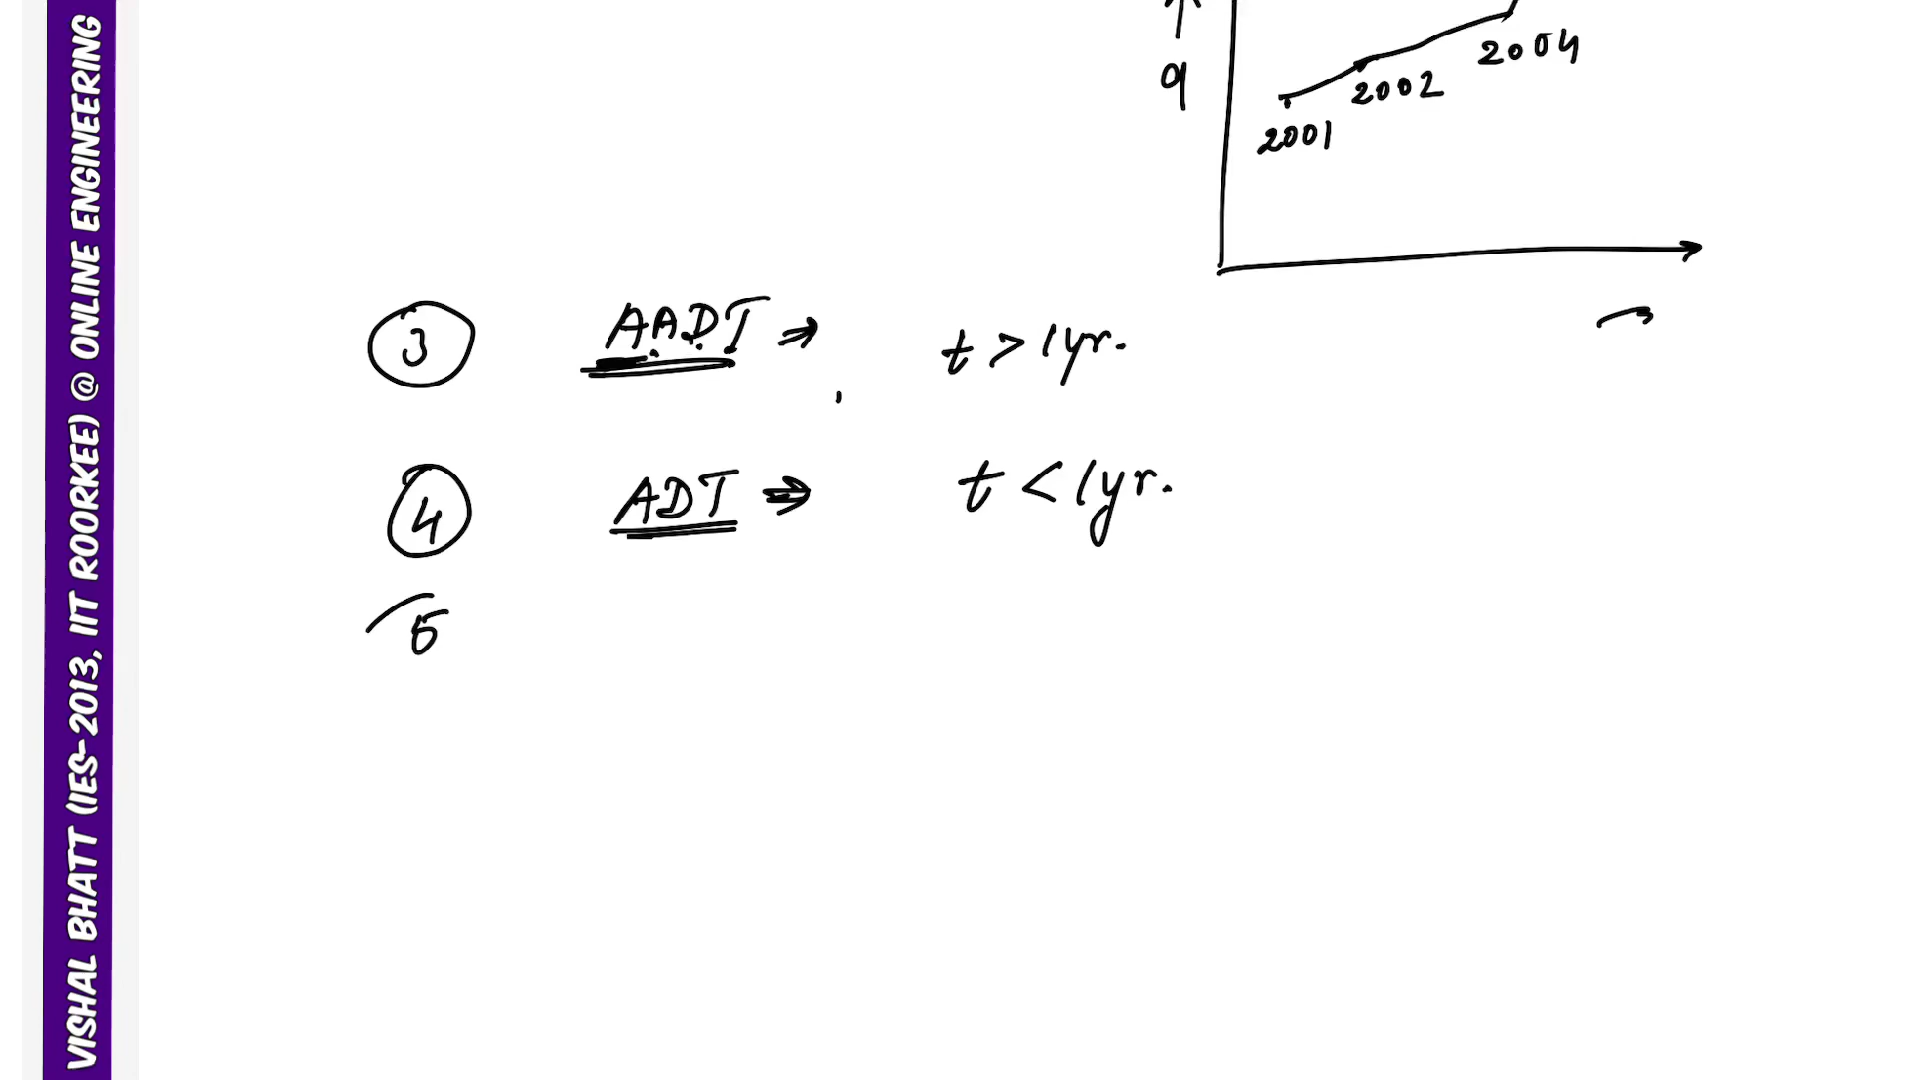 VISHAL BHATT (IES-2013, IIT ROORKEE) @ ONLINE ENGINEERING
q
2001
2002
2004
3 AADT ⇒ t > 1yr.
4 ADT ⇒ t < 1yr.
5